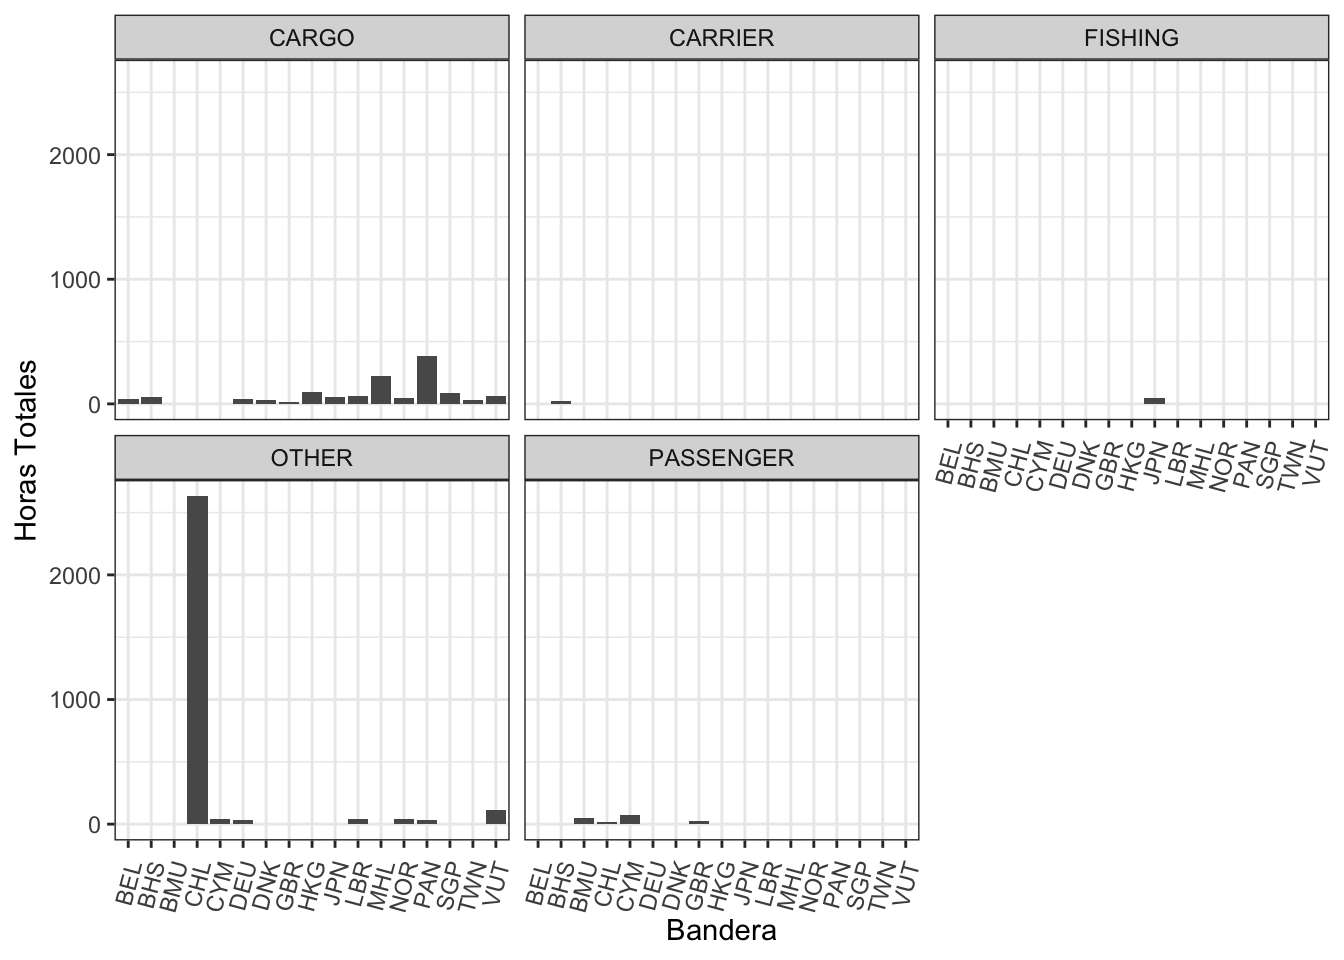 CARGO CARRIER FISHING
2000
1000
0
BEL BHS BMU CHL CYM DEU DNK GBR HKG JPN LBR MHL NOR PAN SGP TWN VUT
OTHER PASSENGER
2000
1000
0
BEL BHS BMU CHL CYM DEU DNK GBR HKG JPN LBR MHL NOR PAN SGP TWN VUT
BEL BHS BMU CHL CYM DEU DNK GBR HKG JPN LBR MHL NOR PAN SGP TWN VUT
Horas Totales
Bandera